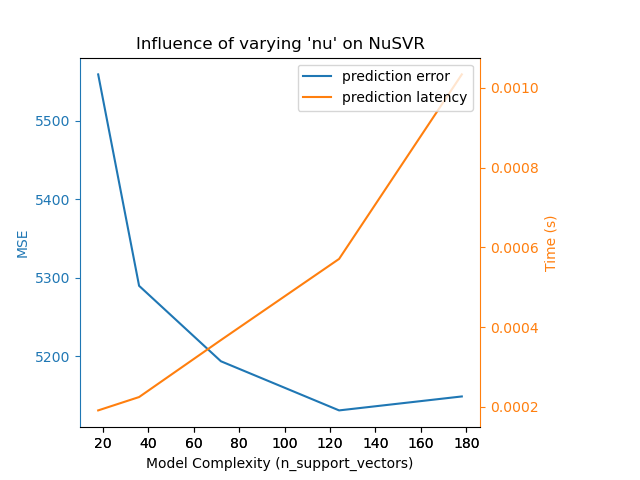 Influence of varying 'nu' on NuSVR
prediction error
prediction latency
MSE
5500
5400
5300
5200
0.0010
0.0008
0.0006
0.0004
0.0002
Time (s)
20 40 60 80 100 120 140 160 180
Model Complexity (n_support_vectors)